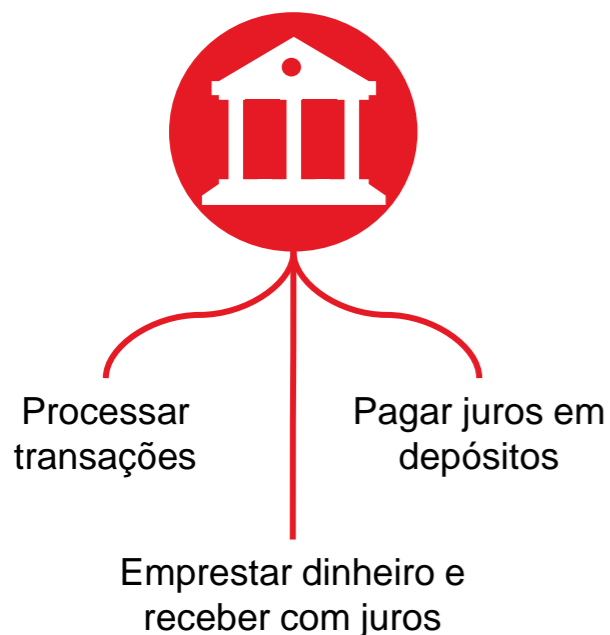 Processar
transações
Pagar juros em
depósitos
Emprestar dinheiro e
receber com juros